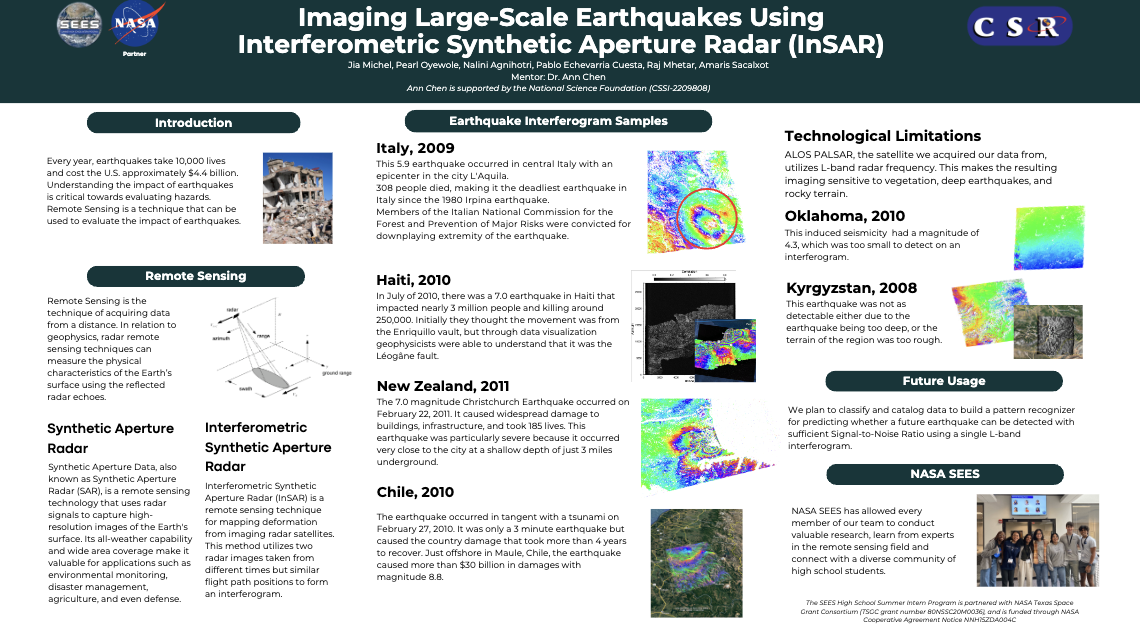 SEES
NASA
Partner
Imaging Large-Scale Earthquakes Using
Interferometric Synthetic Aperture Radar (InSAR)
Jia Michel, Pearl Oyewole, Nalini Agnihotri, Pablo Echevarria Cuesta, Raj Mhetar, Amaris Sacalxot
Mentor: Dr. Ann Chen
Ann Chen is supported by the National Science Foundation (CSSI-2209808)
CSR
Introduction
Every year, earthquakes take 10,000 lives
and cost the U.S. approximately $4.4 billion.
Understanding the impact of earthquakes
is critical towards evaluating hazards.
Remote Sensing is a technique that can be
used to evaluate the impact of earthquakes.
Remote Sensing
Remote Sensing is the
technique of acquiring data
from a distance. In relation to
geophysics, radar remote
sensing techniques can
measure the physical
characteristics of the Earth's
surface using the reflected
radar echoes.
radar
azimuth
range
swath
ground range
Synthetic Aperture
Radar
Synthetic Aperture Data, also
known as Synthetic Aperture
Radar (SAR), is a remote sensing
technology that uses radar
signals to capture high-
resolution images of the Earth's
surface. Its all-weather capability
and wide area coverage make it
valuable for applications such as
environmental monitoring,
disaster management,
agriculture, and even defense.
Interferometric
Synthetic Aperture
Radar
Interferometric Synthetic
Aperture Radar (InSAR) is a
remote sensing technique
for mapping deformation
from imaging radar satellites.
This method utilizes two
radar images taken from
different times but similar
flight path positions to form
an interferogram.
Earthquake Interferogram Samples
Italy, 2009
This 5.9 earthquake occurred in central Italy with an
epicenter in the city L'Aquila.
308 people died, making it the deadliest earthquake in
Italy since the 1980 Irpina earthquake.
Members of the Italian National Commission for the
Forest and Prevention of Major Risks were convicted for
downplaying extremity of the earthquake.
Haiti, 2010
In July of 2010, there was a 7.0 earthquake in Haiti that
impacted nearly 3 million people and killing around
250,000. Initially they thought the movement was from
the Enriquillo vault, but through data visualization
geophysicists were able to understand that it was the
Léogâne fault.
New Zealand, 2011
The 7.0 magnitude Christchurch Earthquake occurred on
February 22, 2011. It caused widespread damage to
buildings, infrastructure, and took 185 lives. This
earthquake was particularly severe because it occurred
very close to the city at a shallow depth of just 3 miles
underground.
Chile, 2010
The earthquake occurred in tangent with a tsunami on
February 27, 2010. It was only a 3 minute earthquake but
caused the country damage that took more than 4 years
to recover. Just offshore in Maule, Chile, the earthquake
caused more than $30 billion in damages with
magnitude 8.8.
Technological Limitations
ALOS PALSAR, the satellite we acquired our data from,
utilizes L-band radar frequency. This makes the resulting
imaging sensitive to vegetation, deep earthquakes, and
rocky terrain.
Oklahoma, 2010
This induced seismicity had a magnitude of
4.3, which was too small to detect on an
interferogram.
Kyrgyzstan, 2008
This earthquake was not as
detectable either due to the
earthquake being too deep, or the
terrain of the region was too rough.
Future Usage
We plan to classify and catalog data to build a pattern recognizer
for predicting whether a future earthquake can be detected with
sufficient Signal-to-Noise Ratio using a single L-band
interferogram.
NASA SEES
NASA SEES has allowed every
member of our team to conduct
valuable research, learn from experts
in the remote sensing field and
connect with a diverse community of
high school students.
The SEES High School Summer Intern Program is partnered with NASA Texas Space
Grant Consortium (TSGC grant number 80NSSC20M0036), and is funded through NASA
Cooperative Agreement Notice NNH15ZDA004C